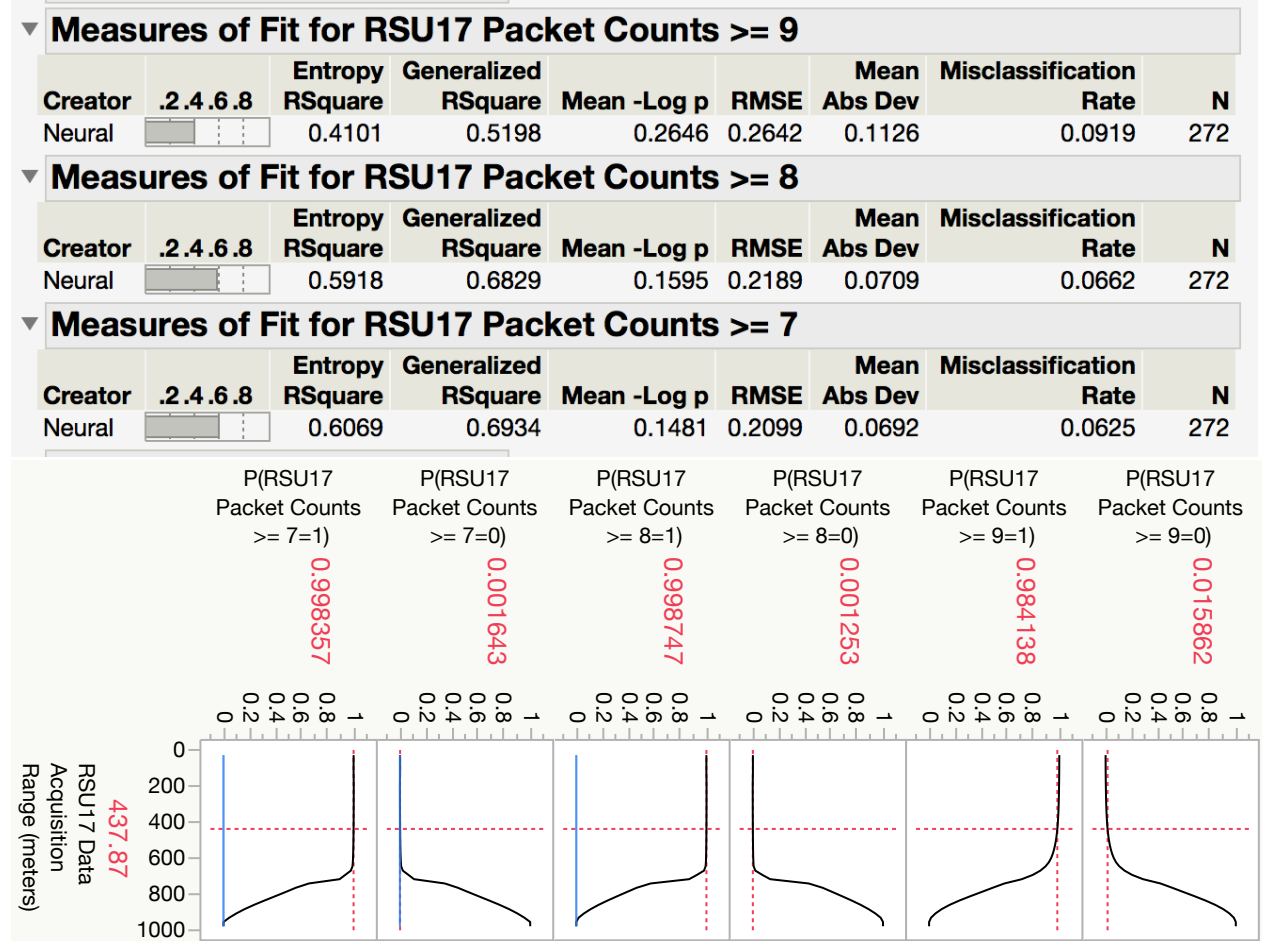 Measures of Fit for RSU17 Packet Counts >= 9
Entropy Generalized Mean Misclassification
Creator .2 .4 .6 .8 RSquare RSquare Mean -Log p RMSE Abs Dev Rate N
Neural 0.4101 0.5198 0.2646 0.2642 0.1126 0.0919 272
Measures of Fit for RSU17 Packet Counts >= 8
Entropy Generalized Mean Misclassification
Creator .2 .4 .6 .8 RSquare RSquare Mean -Log p RMSE Abs Dev Rate N
Neural 0.5918 0.6829 0.1595 0.2189 0.0709 0.0662 272
Measures of Fit for RSU17 Packet Counts >= 7
Entropy Generalized Mean Misclassification
Creator .2 .4 .6 .8 RSquare RSquare Mean -Log p RMSE Abs Dev Rate N
Neural 0.6069 0.6934 0.1481 0.2099 0.0692 0.0625 272
P(RSU17 P(RSU17 P(RSU17 P(RSU17 P(RSU17 P(RSU17
Packet Counts Packet Counts Packet Counts Packet Counts Packet Counts Packet Counts
>= 7=1) >= 7=0) >= 8=1) >= 8=0) >= 9=1) >= 9=0)
0.998357 0.001643 0.998747 0.001253 0.984138 0.015862
0 0.2 0.4 0.6 0.8 1 0 0.2 0.4 0.6 0.8 1 0 0.2 0.4 0.6 0.8 1 0 0.2 0.4 0.6 0.8 1 0 0.2 0.4 0.6 0.8 1 0 0.2 0.4 0.6 0.8 1
0
200
400
600
800
1000
437.87
RSU17 Data
Acquisition
Range (meters)